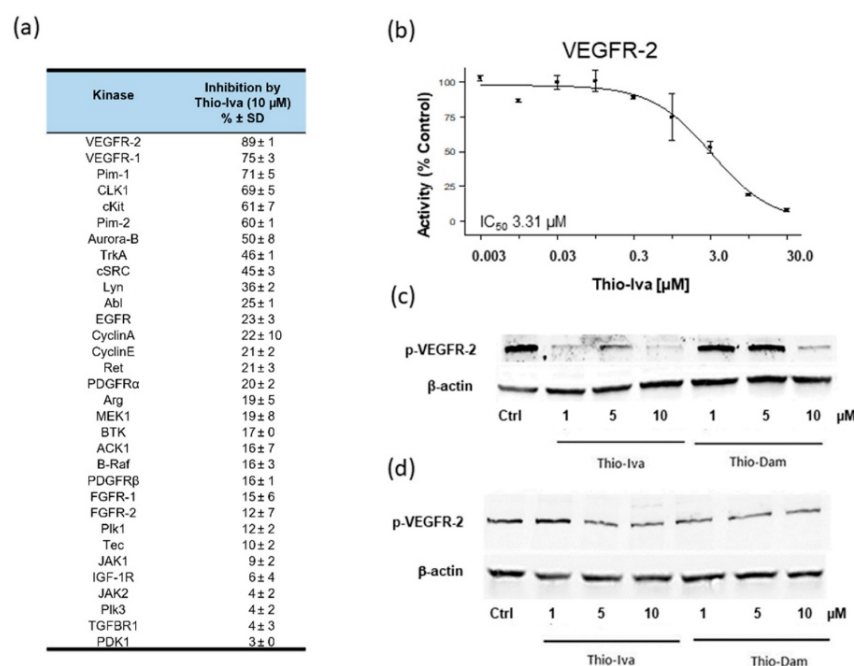 (a)
Kinase Inhibition by
Thio-Iva (10 µM)
% ± SD
VEGFR-2 89± 1
VEGFR-1 75± 3
Pim-1 71± 5
CLK1 69± 5
cKit 61± 7
Pim-2 60± 1
Aurora-B 50± 8
TrkA 46± 1
cSRC 45± 3
Lyn 36± 2
Abl 25± 1
EGFR 23± 3
CyclinA 22± 10
CyclinE 21± 2
Ret 21± 3
PDGFRα 20± 2
Arg 19± 5
MEK1 19± 8
BTK 17± 0
ACK1 16± 7
B-Raf 16± 3
PDGFRβ 16± 1
FGFR-1 15± 6
FGFR-2 12± 7
Plk1 12± 2
Tec 10± 2
JAK1 9± 2
IGF-1R 6± 4
JAK2 4± 2
Plk3 4± 2
TGFBR1 4± 3
PDK1 3± 0
(b)
VEGFR-2
Activity (% Control)
100
75
50
25
0
IC50 3.31 µM
0.003 0.03 0.3 3.0 30.0
Thio-Iva [µM]
(c)
p-VEGFR-2
β-actin
Ctrl 1 5 10 1 5 10 µM
Thio-Iva Thio-Dam
(d)
p-VEGFR-2
β-actin
Ctrl 1 5 10 1 5 10 µM
Thio-Iva Thio-Dam